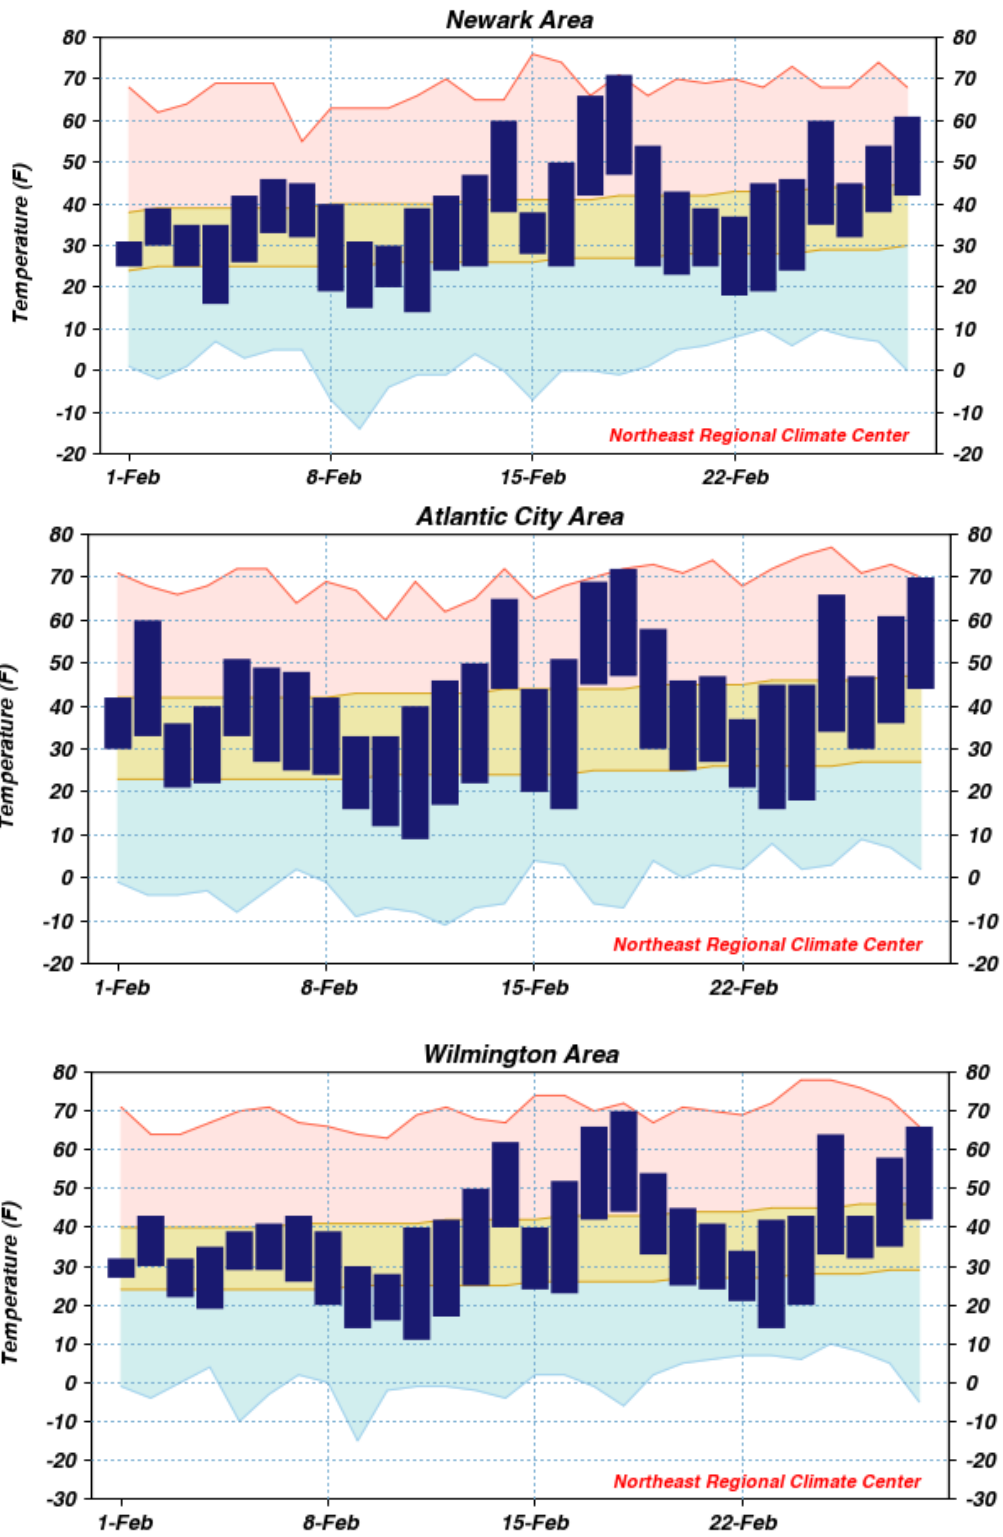 Newark Area
80 80
70 70
60 60
50 50
40 40
30 30
20 20
10 10
0 0
-10 -10
-20 -20
Temperature (F)
Northeast Regional Climate Center
1-Feb 8-Feb 15-Feb 22-Feb
Atlantic City Area
80 80
70 70
60 60
50 50
40 40
30 30
20 20
10 10
0 0
-10 -10
-20 -20
Temperature (F)
Northeast Regional Climate Center
1-Feb 8-Feb 15-Feb 22-Feb
Wilmington Area
80 80
70 70
60 60
50 50
40 40
30 30
20 20
10 10
0 0
-10 -10
-20 -20
-30 -30
Temperature (F)
Northeast Regional Climate Center
1-Feb 8-Feb 15-Feb 22-Feb